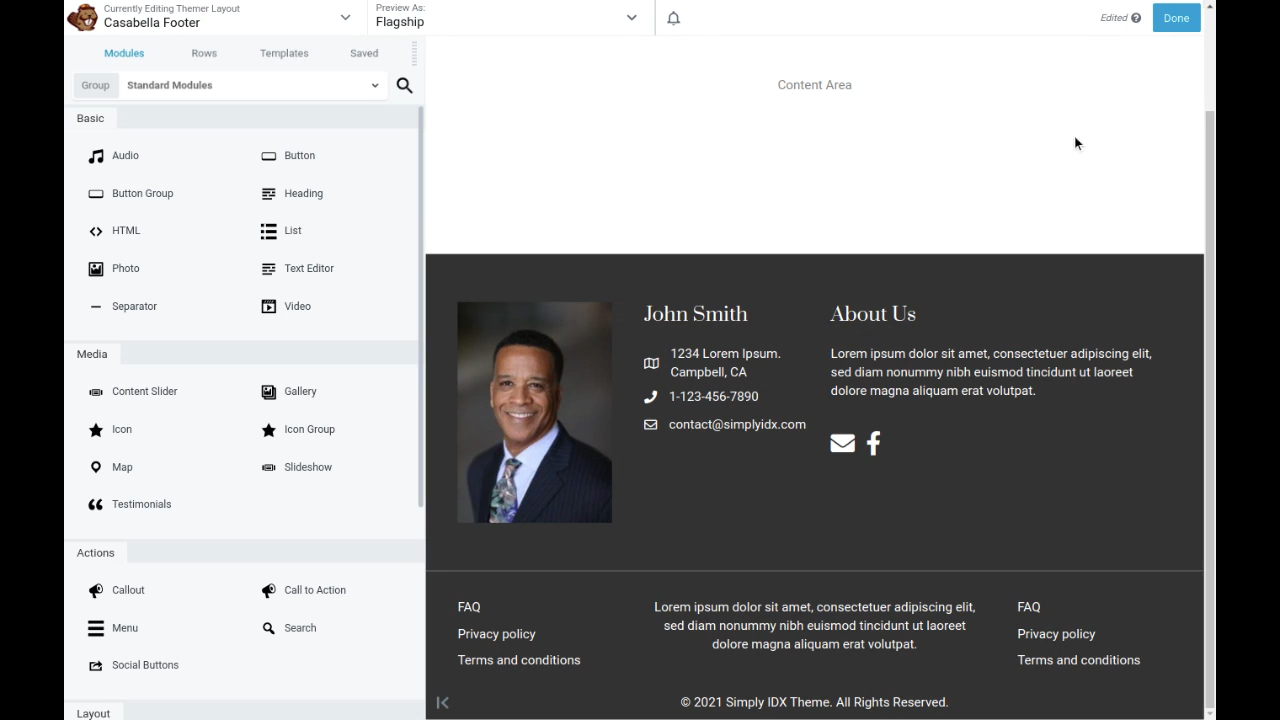 Currently Editing Themer Layout
Casabella Footer
Preview As:
Flagship
Edited
Done
Modules
Rows
Templates
Saved
Group
Standard Modules
Basic
Audio
Button
Button Group
Heading
HTML
List
Photo
Text Editor
Separator
Video
Media
Content Slider
Gallery
Icon
Icon Group
Map
Slideshow
Testimonials
Actions
Callout
Call to Action
Menu
Search
Social Buttons
Layout
Content Area
John Smith
1234 Lorem Ipsum.
Campbell, CA
1-123-456-7890
contact@simplyidx.com
About Us
Lorem ipsum dolor sit amet, consectetuer adipiscing elit,
sed diam nonummy nibh euismod tincidunt ut laoreet
dolore magna aliquam erat volutpat.
FAQ
Privacy policy
Terms and conditions
Lorem ipsum dolor sit amet, consectetuer adipiscing elit,
sed diam nonummy nibh euismod tincidunt ut laoreet
dolore magna aliquam erat volutpat.
FAQ
Privacy policy
Terms and conditions
© 2021 Simply IDX Theme. All Rights Reserved.